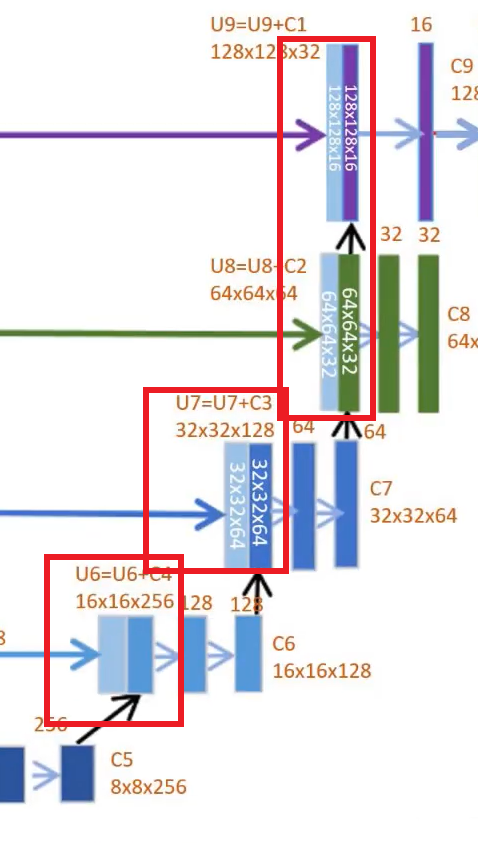 U9=U9+C1
128x128x32
16
128x128x16
128x128x16
C9
128
U8=U8+C2
64x64x64
32
32
64x64x32
64x64x32
C8
64x
U7=U7+C3
32x32x128
64
64
32x32x64
32x32x64
C7
32x32x64
U6=U6+C4
16x16x256
128
128
8
C6
16x16x128
256
C5
8x8x256